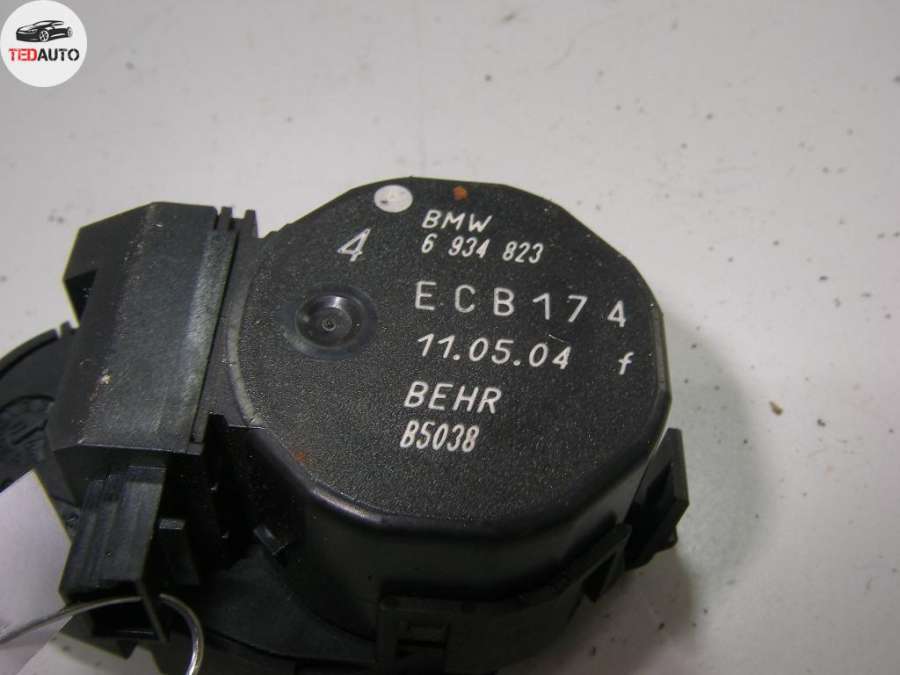 TEDAUTO
4
BMW
6 934 823
ECB174
11.05.04 f
BEHR
B5038